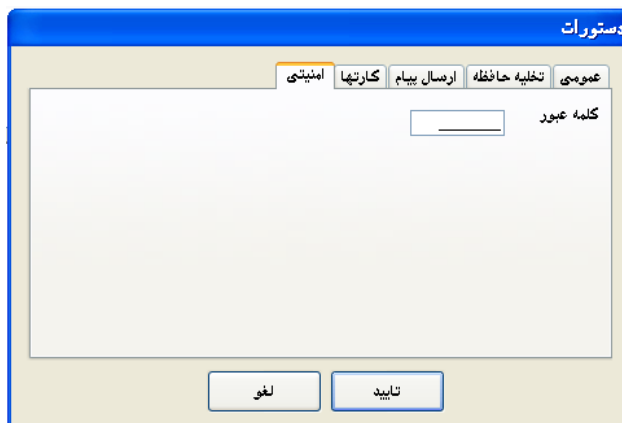 دستورات
عمومی تخلیه حافظه ارسال پیام کارتها امنیتی
کلمه عبور
تایید لغو